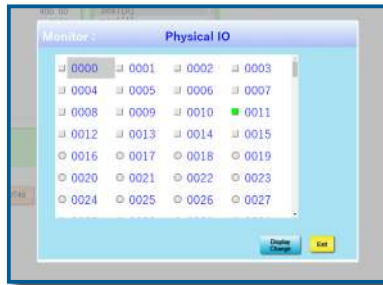 Monitor : Physical IO
0000 0001 0002 0003
0004 0005 0006 0007
0008 0009 0010 0011
0012 0013 0014 0015
0016 0017 0018 0019
0020 0021 0022 0023
0024 0025 0026 0027
Display
Change
Exit